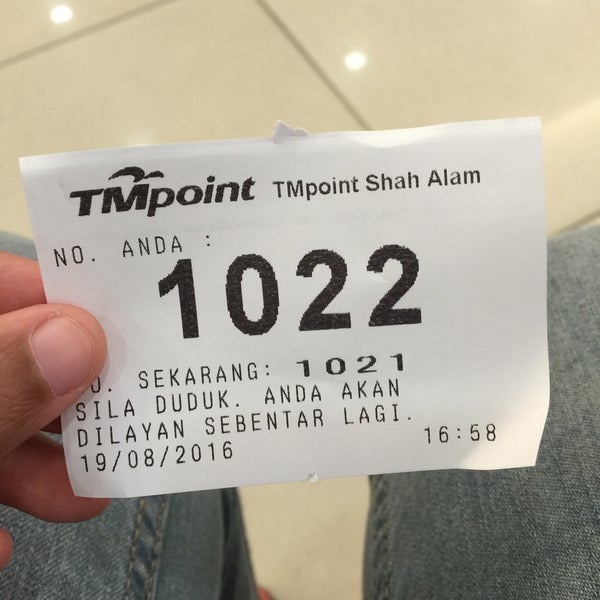 TMpoint TMpoint Shah Alam
NO. ANDA :
1022
NO. SEKARANG: 1021
SILA DUDUK. ANDA AKAN
DILAYAN SEBENTAR LAGI.
19/08/2016 16:58